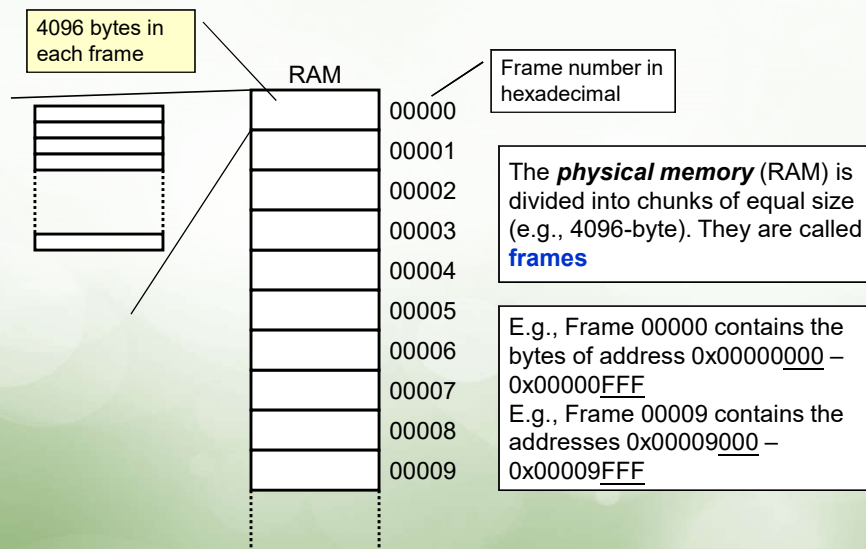 4096 bytes in
each frame
RAM
Frame number in
hexadecimal
00000
00001
00002
00003
00004
00005
00006
00007
00008
00009
The physical memory (RAM) is
divided into chunks of equal size
(e.g., 4096-byte). They are called
frames
E.g., Frame 00000 contains the
bytes of address 0x00000000 –
0x00000FFF
E.g., Frame 00009 contains the
addresses 0x00009000 –
0x00009FFF